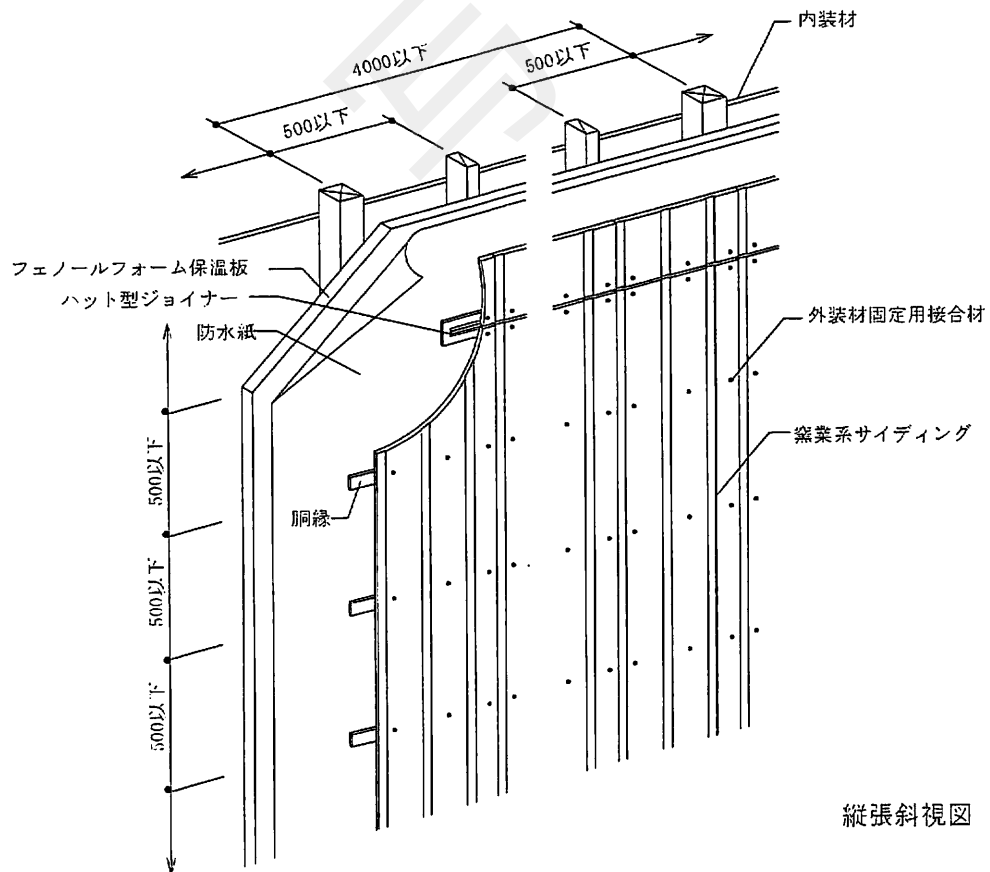 内装材
4000以下
500以下
500以下
フェノールフォーム保温板
ハット型ジョイナー
防水紙
外装材固定用接合材
窯業系サイディング
500以下
胴縁
500以下
500以下
縦張斜視図
写